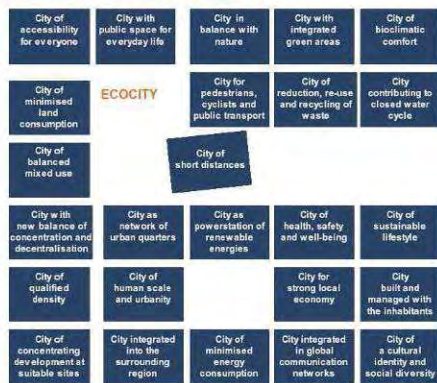 City of
accessibility
for everyone
City with
public space for
everyday life
City in
balance with
nature
City with
integrated
green areas
City of
bioclimatic
comfort
City of
minimised
land
consumption
ECOCITY
City for
pedestrians,
cyclists and
public transport
City of
reduction, re-use
and recycling of
waste
City
contributing to
closed water
cycle
City of
balanced
mixed use
City of
short distances
City with
new balance of
concentration and
decentralisation
City as
network of
urban quarters
City as
powerstation of
renewable
energies
City of
health, safety
and well-being
City of
sustainable
lifestyle
City of
qualified
density
City of
human scale
and urbanity
City for
strong local
economy
City
built and
managed with
the inhabitants
City of
concentrating
development at
suitable sites
City integrated
into the
surrounding
region
City of
minimised
energy
consumption
City integrated
in global
communication
networks
City of
a cultural
identity and
social diversity